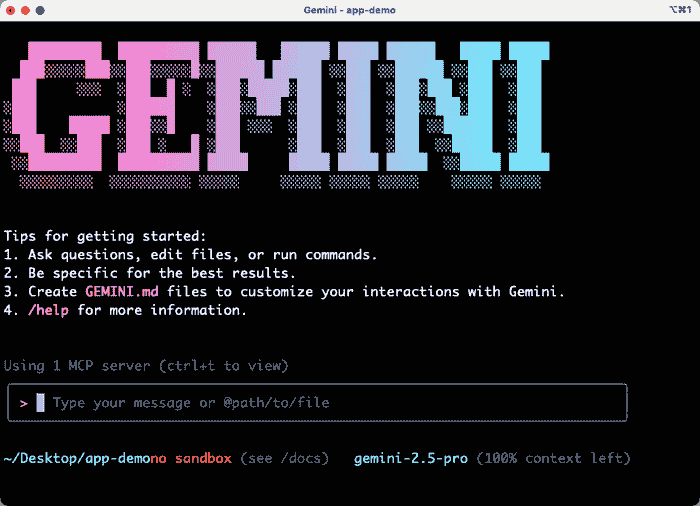 Gemini - app-demo
⌥⌘1
GEMINI
Tips for getting started:
1. Ask questions, edit files, or run commands.
2. Be specific for the best results.
3. Create GEMINI.md files to customize your interactions with Gemini.
4. /help for more information.
Using 1 MCP server (ctrl+t to view)
> Type your message or @path/to/file
~/Desktop/app-demono sandbox (see /docs) gemini-2.5-pro (100% context left)